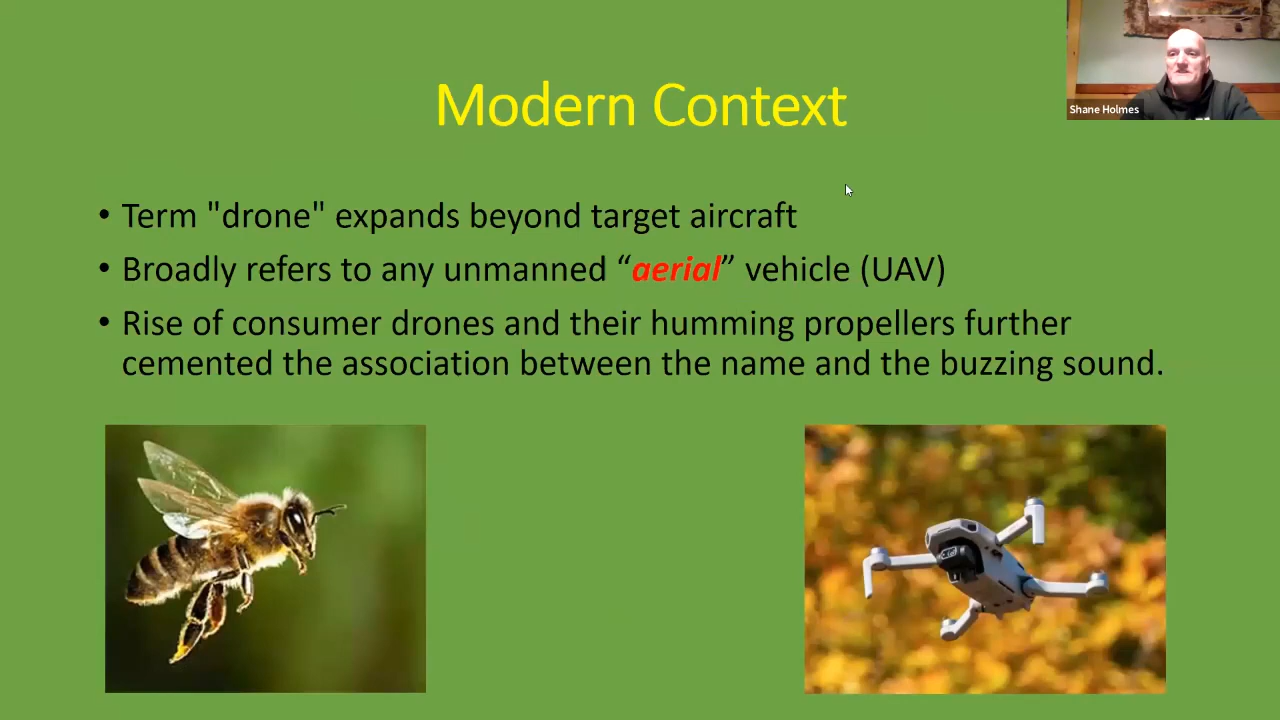 Shane Holmes
Modern Context
• Term "drone" expands beyond target aircraft
• Broadly refers to any unmanned “aerial” vehicle (UAV)
• Rise of consumer drones and their humming propellers further
cemented the association between the name and the buzzing sound.